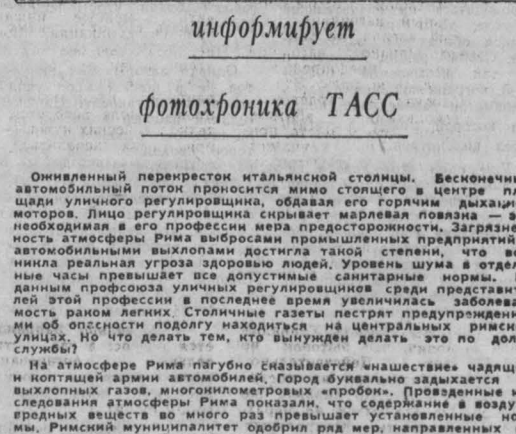 информирует
фотохроника ТАСС
Оживленный перекресток итальянской столицы. Бесконечн
автомобильный поток проносится мимо стоящего в центре пл
щади уличного регулировщика, обдавая его горячим дыхани
моторов. Лицо регулировщика скрывает марлевая повязка — э
необходимая в его профессии мера предосторожности. Загрязне
ность атмосферы Рима выбросами промышленных предприятий
автомобильными выхлопами достигла такой степени, что во
никла реальная угроза здоровью людей. Уровень шума в отдел
ные часы превышает все допустимые санитарные нормы.
данным профсоюза уличных регулировщиков среди представит
лей этой профессии в последнее время увеличилась заболева
мость раком легких. Столичные газеты пестрят предупреждени
ми об опасности подолгу находиться на центральных римски
улицах. Но что делать тем, кто вынужден делать это по дол
службы?
На атмосфере Рима пагубно сказывается «нашествие» чадящ
и коптящей армии автомобилей. Город буквально задыхается
выхлопных газов, многокилометровых «пробок». Проведенные и
следования атмосферы Рима показали, что содержание в возду
вредных веществ во много раз превышает установленные но
мы. Римский муниципалитет одобрил ряд мер, направленных